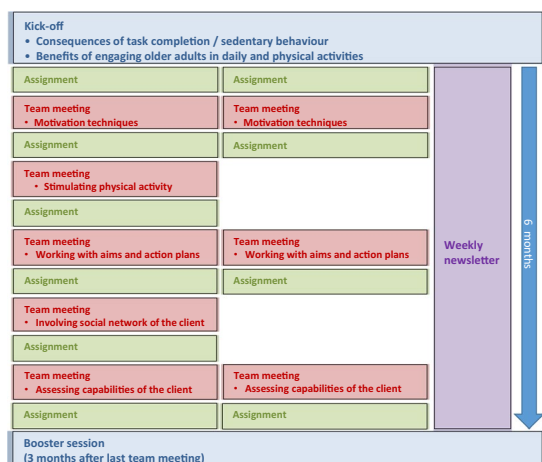 Kick-off
• Consequences of task completion / sedentary behaviour
• Benefits of engaging older adults in daily and physical activities
Assignment
Assignment
Team meeting
• Motivation techniques
Team meeting
• Motivation techniques
Assignment
Assignment
Team meeting
• Stimulating physical activity
Assignment
Team meeting
• Working with aims and action plans
Team meeting
• Working with aims and action plans
Assignment
Assignment
Team meeting
• Involving social network of the client
Assignment
Team meeting
• Assessing capabilities of the client
Team meeting
• Assessing capabilities of the client
Assignment
Assignment
Weekly
newsletter
6 months
Booster session
(3 months after last team meeting)